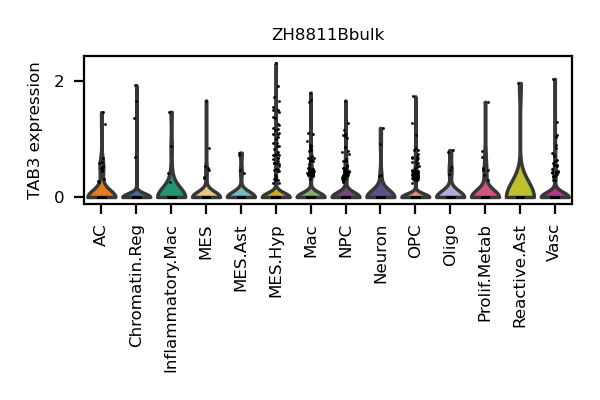 ZH8811Bbulk
TAB3 expression
2
0
AC
Chromatin.Reg
Inflammatory.Mac
MES
MES.Ast
MES.Hyp
Mac
NPC
Neuron
OPC
Oligo
Prolif.Metab
Reactive.Ast
Vasc